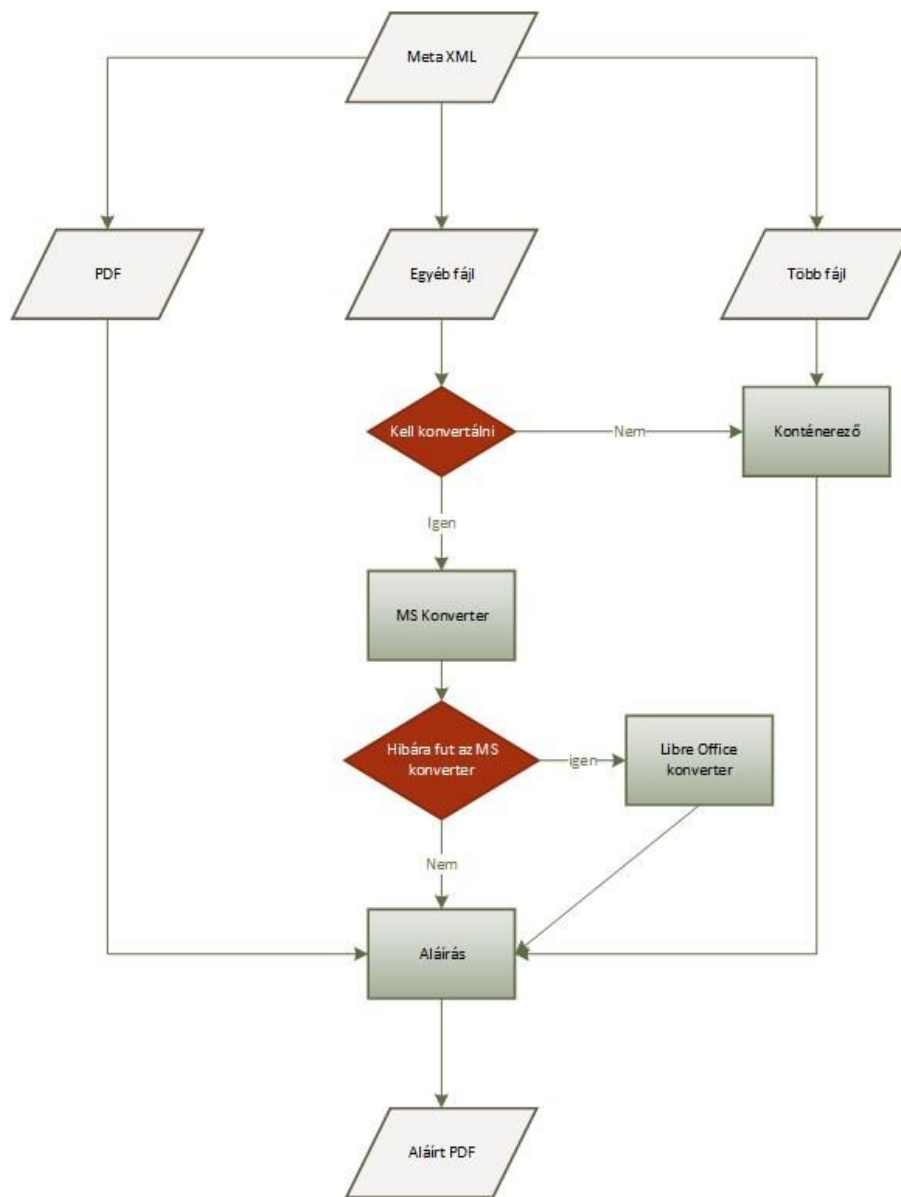 Meta XML
PDF
Egyéb fájl
Több fájl
Kell konvertálni
Nem
Konténerező
Igen
MS Konverter
Hibára fut az MS
konverter
igen
Libre Office
konverter
Nem
Aláírás
Aláírt PDF